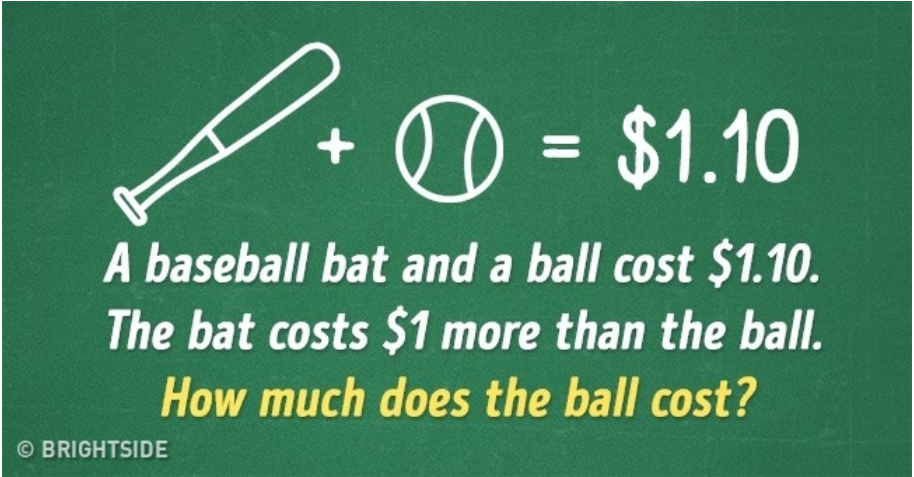 + = $1.10
A baseball bat and a ball cost $1.10.
The bat costs $1 more than the ball.
How much does the ball cost?
© BRIGHTSIDE